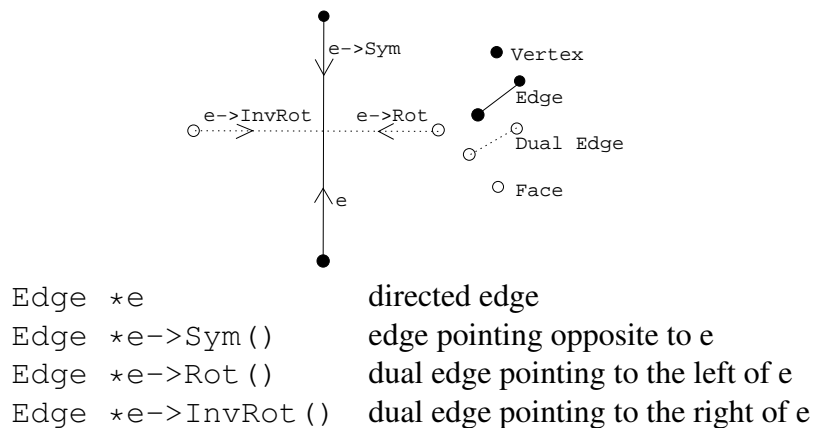 e->Sym
Vertex
Edge
e->InvRot e->Rot
Dual Edge
Face
e
Edge *e directed edge
Edge *e->Sym() edge pointing opposite to e
Edge *e->Rot() dual edge pointing to the left of e
Edge *e->InvRot() dual edge pointing to the right of e